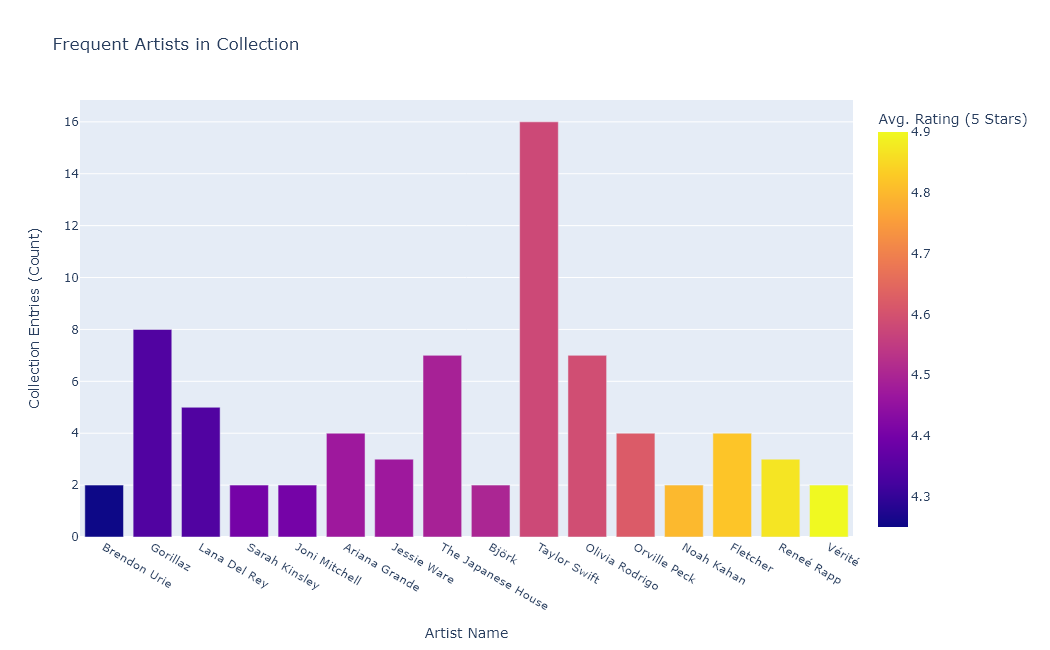 Frequent Artists in Collection
Avg. Rating (5 Stars)
Collection Entries (Count)
16
14
12
10
8
6
4
2
0
4.9
4.8
4.7
4.6
4.5
4.4
4.3
Brendon Urie
Gorillaz
Lana Del Rey
Sarah Kinsley
Joni Mitchell
Ariana Grande
Jessie Ware
The Japanese House
Björk
Taylor Swift
Olivia Rodrigo
Orville Peck
Noah Kahan
Fletcher
Reneé Rapp
Vérité
Artist Name